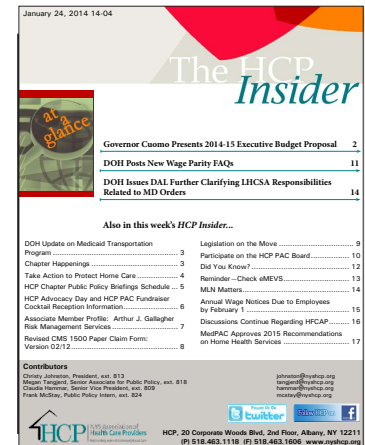 January 24, 2014 14-04
The HCP
Insider
at a
glance
Governor Cuomo Presents 2014-15 Executive Budget Proposal 2
DOH Posts New Wage Parity FAQs 11
DOH Issues DAL Further Clarifying LHCSA Responsibilities
Related to MD Orders 14
Also in this week's HCP Insider...
DOH Update on Medicaid Transportation
Program ... 3
Chapter Happenings ... 3
Take Action to Protect Home Care ... 4
HCP Chapter Public Policy Briefings Schedule ... 5
HCP Advocacy Day and HCP PAC Fundraiser
Cocktail Reception Information ... 6
Associate Member Profile: Arthur J. Gallagher
Risk Management Services ... 7
Revised CMS 1500 Paper Claim Form:
Version 02/12 ... 8
Legislation on the Move ... 9
Participate on the HCP PAC Board ... 10
Did You Know? ... 12
Reminder—Check eMEVS ... 13
MLN Matters ... 14
Annual Wage Notices Due to Employees
by February 1 ... 15
Discussions Continue Regarding HFCAP ... 16
MedPAC Approves 2015 Recommendations
on Home Health Services ... 17
Contributors
Christy Johnston, President, ext. 813 johnston@nyshcp.org
Megan Tangjerd, Senior Associate for Public Policy, ext. 818 tangjerd@nyshcp.org
Claudia Hammar, Senior Vice President, ext. 809 hammar@nyshcp.org
Frank McStay, Public Policy Intern, ext. 824 mcstay@nyshcp.org
Follow Us On
twitter
Follow HCP on
f
HCP
NYS Association of
Health Care Providers
HCP, 20 Corporate Woods Blvd, 2nd Floor, Albany, NY 12211
(P) 518.463.1118 (F) 518.463.1606 www.nyshcp.org